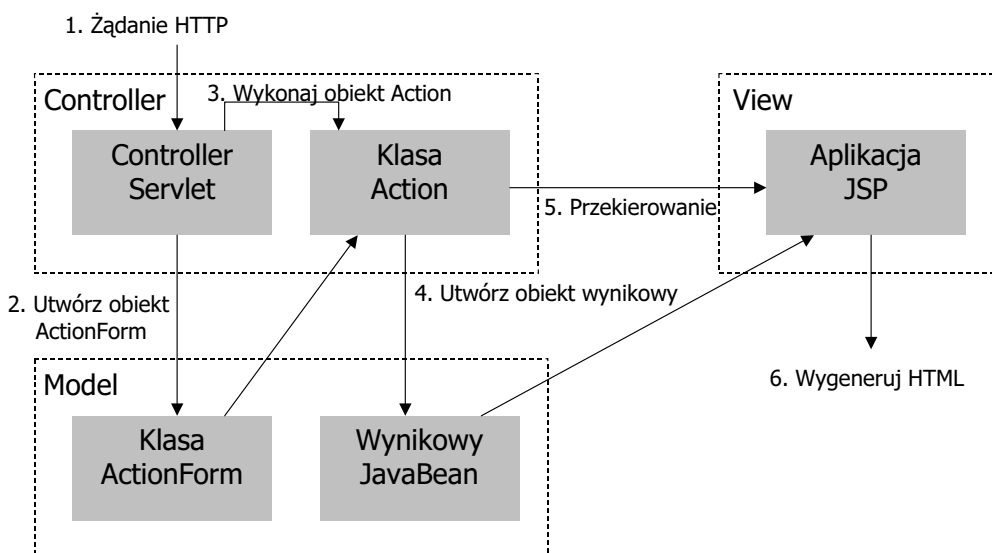 1. Żądanie HTTP
Controller
3. Wykonaj obiekt Action
View
Controller
Servlet
Klasa
Action
Aplikacja
JSP
5. Przekierowanie
2. Utwórz obiekt
ActionForm
4. Utwórz obiekt wynikowy
Model
6. Wygeneruj HTML
Klasa
ActionForm
Wynikowy
JavaBean